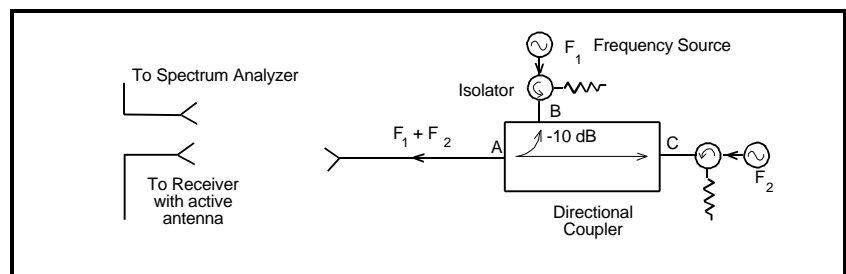 F1 Frequency Source
To Spectrum Analyzer
Isolator
B
F1 + F2
A
-10 dB
C
F2
To Receiver
with active
antenna
Directional
Coupler